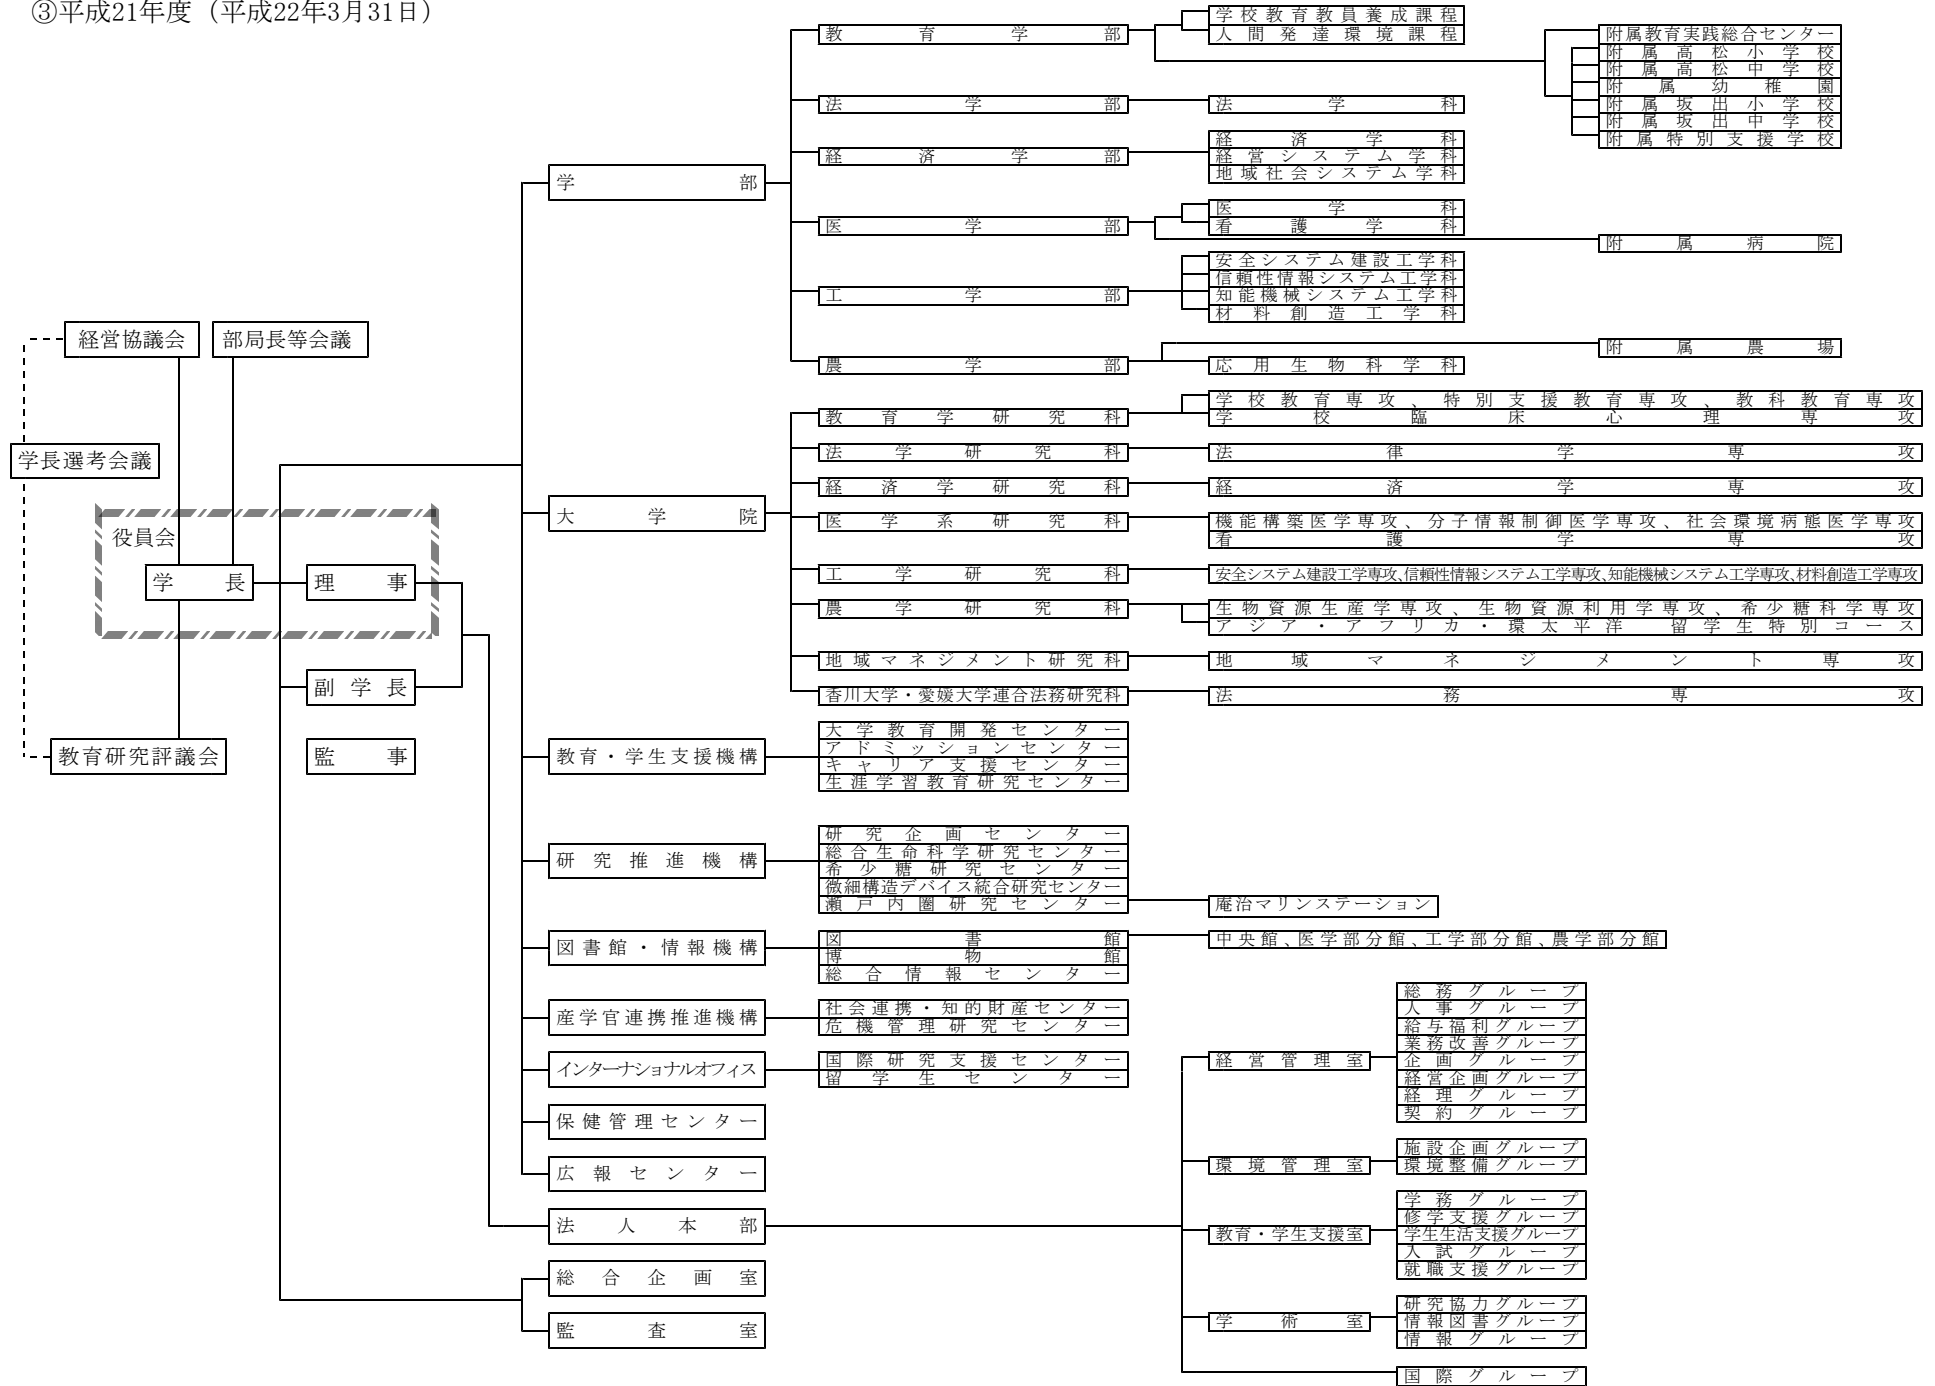 ③平成21年度（平成22年3月31日）
経営協議会
部局長等会議
学長選考会議
役員会
学長
理事
副学長
教育研究評議会
監事
学部
教育学部
学校教育教員養成課程
人間発達環境課程
附属教育実践総合センター
附属高松小学校
附属高松中学校
附属幼稚園
附属坂出小学校
附属坂出中学校
附属特別支援学校
法学部
法学科
経済学部
経済学科
経営システム学科
地域社会システム学科
医学部
医学科
看護学科
附属病院
工学部
安全システム建設工学科
信頼性情報システム工学科
知能機械システム工学科
材料創造工学科
農学部
附属農場
応用生物科学科
大学院
教育学研究科
学校教育専攻、特別支援教育専攻、教科教育専攻
学校臨床心理専攻
法学研究科
法律学専攻
経済学研究科
経済学専攻
医学系研究科
機能構築医学専攻、分子情報制御医学専攻、社会環境病態医学専攻
看護学専攻
工学研究科
安全システム建設工学専攻、信頼性情報システム工学専攻、知能機械システム工学専攻、材料創造工学専攻
農学研究科
生物資源生産学専攻、生物資源利用学専攻、希少糖科学専攻
アジア・アフリカ・環太平洋　留学生特別コース
地域マネジメント研究科
地域マネジメント専攻
香川大学・愛媛大学連合法務研究科
法務専攻
教育・学生支援機構
大学教育開発センター
アドミッションセンター
キャリア支援センター
生涯学習教育研究センター
研究推進機構
研究企画センター
総合生命科学研究センター
希少糖研究センター
微細構造デバイス統合研究センター
瀬戸内圏研究センター
庵治マリンステーション
図書館・情報機構
図書館
中央館、医学部分館、工学部分館、農学部分館
博物館
総合情報センター
産学官連携推進機構
社会連携・知的財産センター
危機管理研究センター
インターナショナルオフィス
国際研究支援センター
留学生センター
保健管理センター
広報センター
法人本部
経営管理室
総務グループ
人事グループ
給与福利グループ
業務改善グループ
企画グループ
経営企画グループ
経理グループ
契約グループ
環境管理室
施設企画グループ
環境整備グループ
教育・学生支援室
学務グループ
修学支援グループ
学生生活支援グループ
入試グループ
就職支援グループ
学術室
研究協力グループ
情報図書グループ
情報グループ
国際グループ
総合企画室
監査室